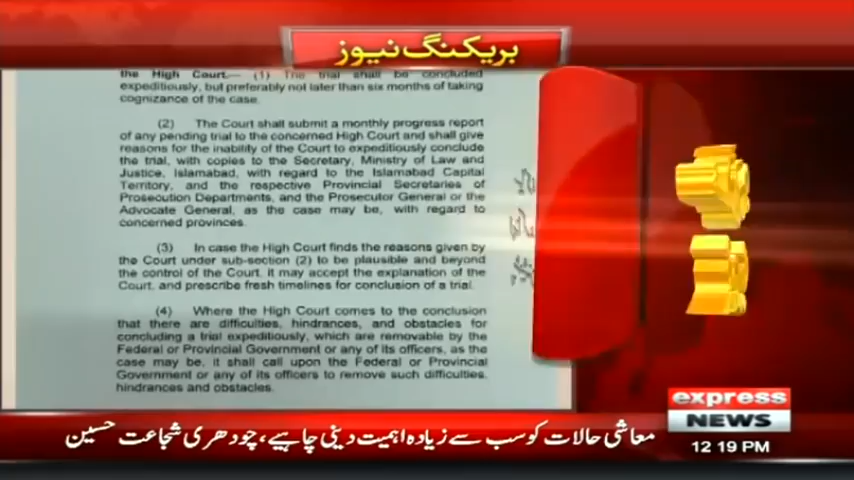 بریکنگ نیوز
the High Court.— (1) The trial shall be concluded
expeditiously, but preferably not later than six months of taking
cognizance of the case.
(2) The Court shall submit a monthly progress report
of any pending trial to the concerned High Court and shall give
reasons for the inability of the Court to expeditiously conclude
the trial, with copies to the Secretary, Ministry of Law and
Justice, Islamabad, with regard to the Islamabad Capital
Territory, and the respective Provincial Secretaries of
Prosecution Departments, and the Prosecutor General or the
Advocate General, as the case may be, with regard to
concerned provinces.
(3) In case the High Court finds the reasons given by
the Court under sub-section (2) to be plausible and beyond
the control of the Court, it may accept the explanation of the
Court, and prescribe fresh timelines for conclusion of a trial.
(4) Where the High Court comes to the conclusion
that there are difficulties, hindrances, and obstacles for
concluding a trial expeditiously, which are removable by the
Federal or Provincial Government or any of its officers, as the
case may be, it shall call upon the Federal or Provincial
Government or any of its officers to remove such difficulties,
hindrances and obstacles.
express
NEWS
12:19 PM
معاشی حالات کو سب سے زیادہ اہمیت دینی چاہیے، چودھری شجاعت حسین